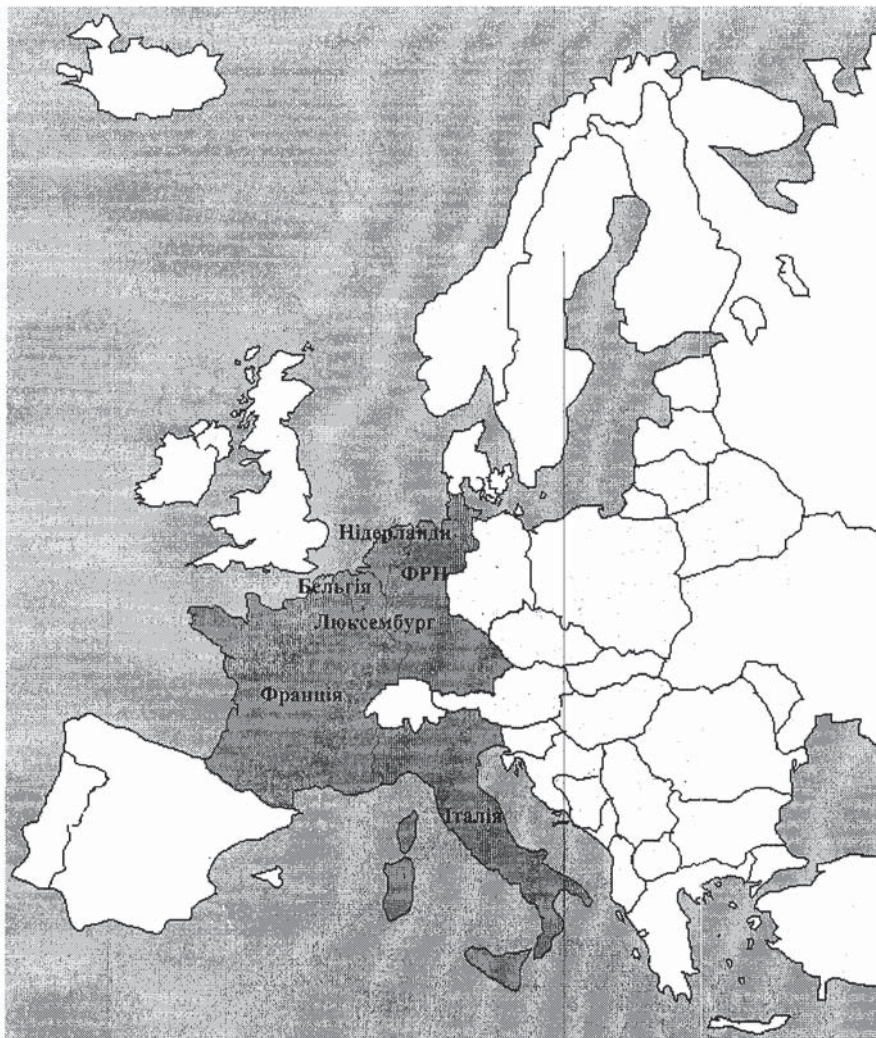 Нідерланди
ФРН
Бельгія
Люксембург
Франція
Італія